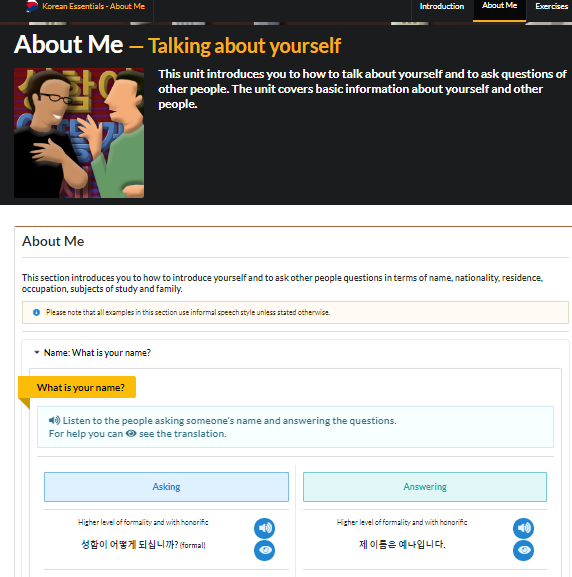 Korean Essentials - About Me
Introduction
About Me
Exercises
About Me — Talking about yourself
This unit introduces you to how to talk about yourself and to ask questions of
other people. The unit covers basic information about yourself and other
people.
About Me
This section introduces you to how to introduce yourself and to ask other people questions in terms of name, nationality, residence,
occupation, subjects of study and family.
Please note that all examples in this section use informal speech style unless stated otherwise.
Name: What is your name?
What is your name?
Listen to the people asking someone's name and answering the questions.
For help you can see the translation.
Asking
Answering
Higher level of formality and with honorific
성함이 어떻게 되십니까? (formal)
Higher level of formality and with honorific
제 이름은 예나입니다.